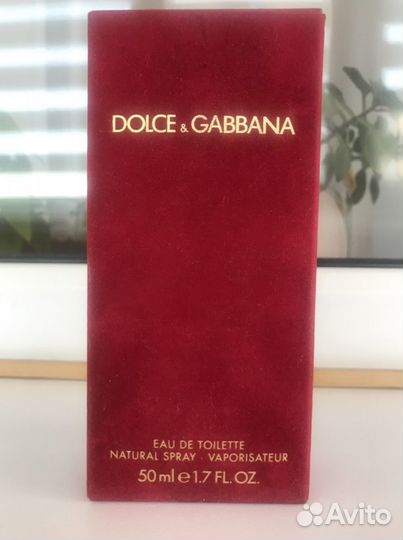 DOLCE & GABBANA
EAU DE TOILETTE
NATURAL SPRAY · VAPORISATEUR
50 ml e 1.7 FL. OZ.
Avito